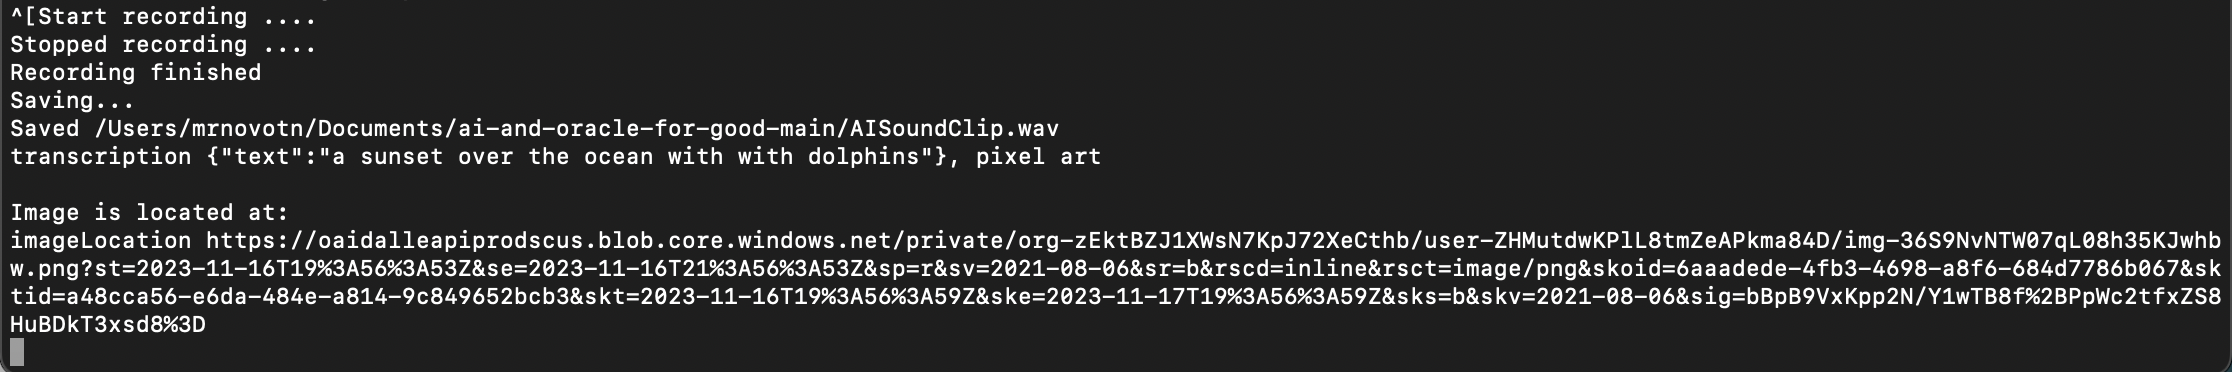 ^[Start recording ....
Stopped recording ....
Recording finished
Saving...
Saved /Users/mrnovotn/Documents/ai-and-oracle-for-good-main/AISoundClip.wav
transcription {"text":"a sunset over the ocean with with dolphins"}, pixel art
Image is located at:
imageLocation https://oaidalleapiprodscus.blob.core.windows.net/private/org-zEktBZJ1XWsN7KpJ72XeCthb/user-ZHMutdwKPlL8tmZeAPkma84D/img-36S9NvNTW07qL08h35KJwhb
w.png?st=2023-11-16T19%3A56%3A53Z&se=2023-11-16T21%3A56%3A53Z&sp=r&sv=2021-08-06&sr=b&rscd=inline&rsct=image/png&skoid=6aaadede-4fb3-4698-a8f6-684d7786b067&sk
tid=a48cca56-e6da-484e-a814-9c849652bcb3&skt=2023-11-16T19%3A56%3A59Z&ske=2023-11-17T19%3A56%3A59Z&sks=b&skv=2021-08-06&sig=bBpB9VxKpp2N/Y1wTB8f%2BPpWc2tfxZS8
HuBDkT3xsd8%3D